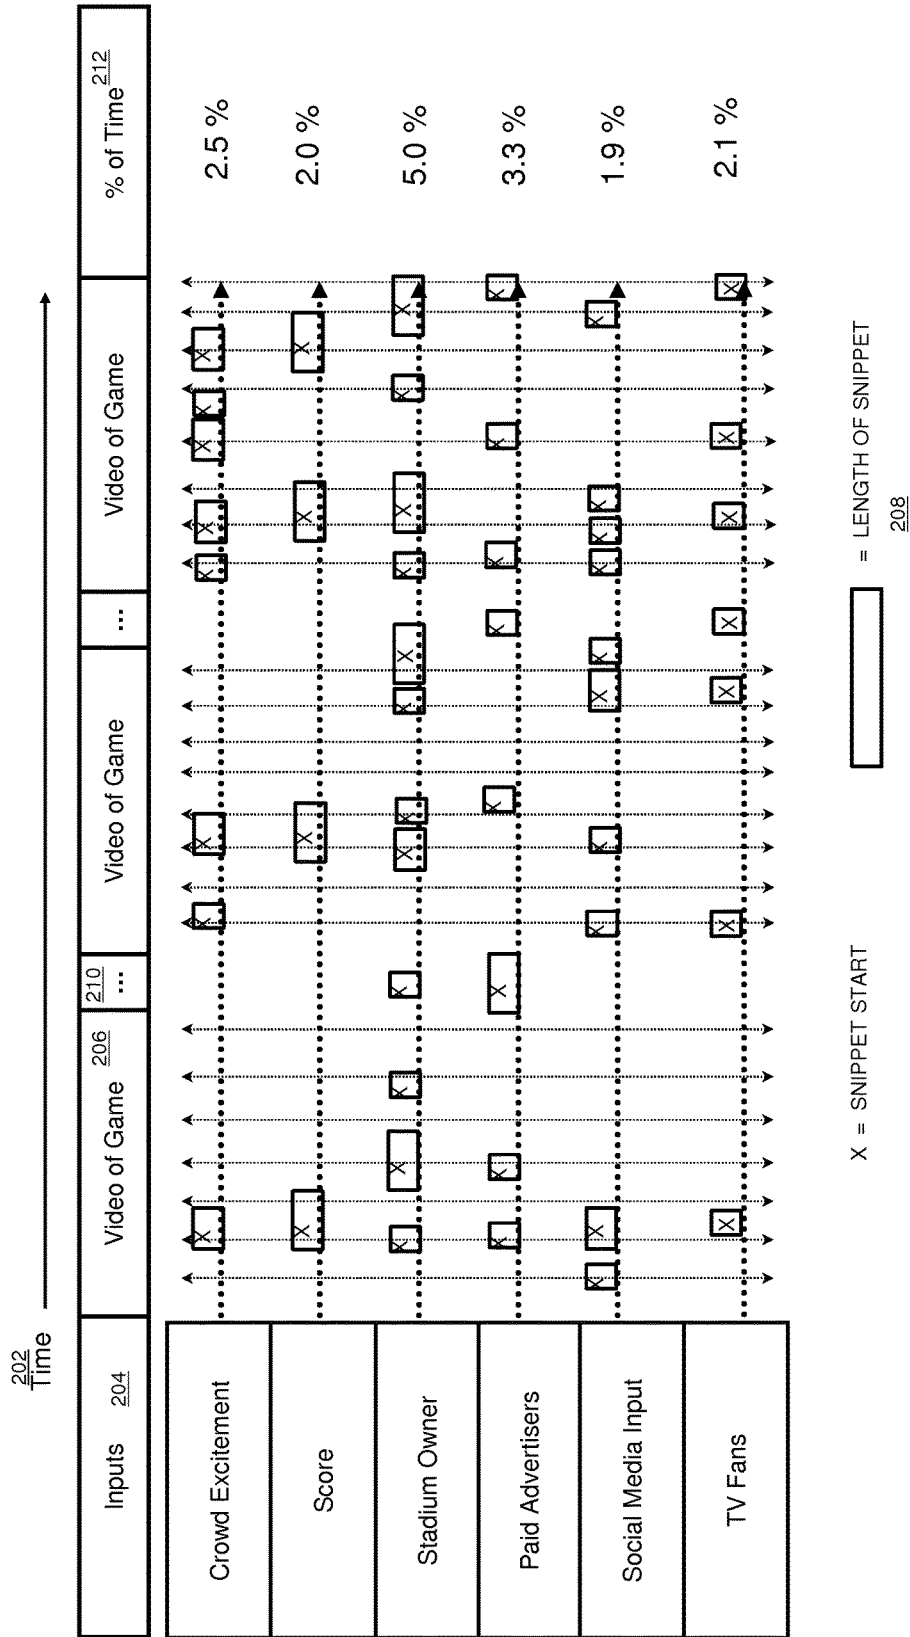 202
Time
Inputs 204
Video of Game 206
210
...
Video of Game
...
Video of Game
% of Time 212
Crowd Excitement
X
X
X
X
X
X
X
X
2.5 %
Score
X
X
X
X
2.0 %
Stadium Owner
X
X
X
X
X
X
X
X
X
X
X
X
5.0 %
Paid Advertisers
X
X
X
X
X
X
X
X
3.3 %
Social Media Input
X
X
X
X
X
X
X
X
X
X
1.9 %
TV Fans
X
X
X
X
X
X
X
2.1 %
X = SNIPPET START
= LENGTH OF SNIPPET
208